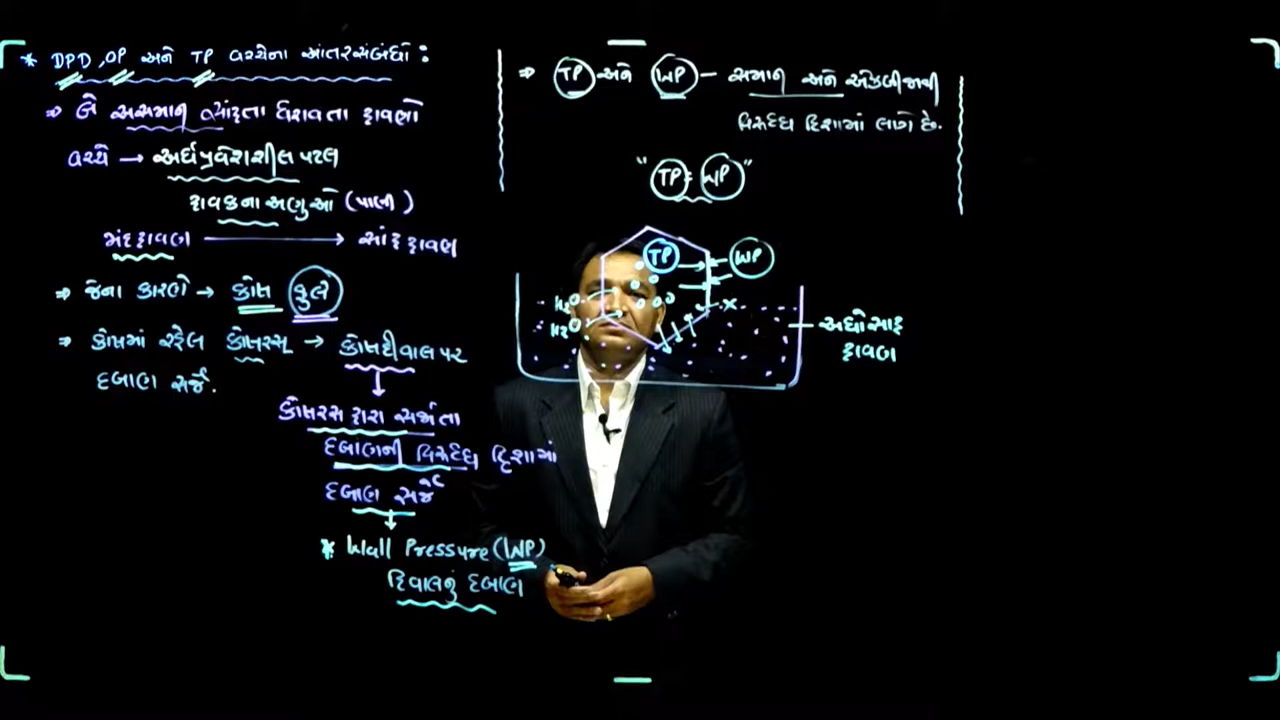 * DPD, OP અને TP વચ્ચેના આંતરસંબંધો :
⇒ બે અસમાન સાંદ્રતા ધરાવતા દ્રાવણો
વચ્ચે → અર્ધપ્રવેશશીલ પટલ
દ્રાવકના અણુઓ (પાણી)
મંદ દ્રાવણ → સાંદ્ર દ્રાવણ
⇒ જેના કારણે → કોષ ફુલે
⇒ કોષમાં રહેલ કોષરસ → કોષદીવાલ પર
દબાણ સર્જે.
કોષરસ દ્વારા સર્જાતા
દબાણની વિરુદ્ધ દિશામાં
દબાણ સર્જે
* Wall Pressure (WP)
દિવાલનું દબાણ
⇒ TP અને WP – સમાન અને એકબીજાથી
વિરુદ્ધ દિશામાં લાગે છે.
"TP = WP"
TP WP
H₂O
H₂O
x
અધોસાંદ્ર
દ્રાવણ